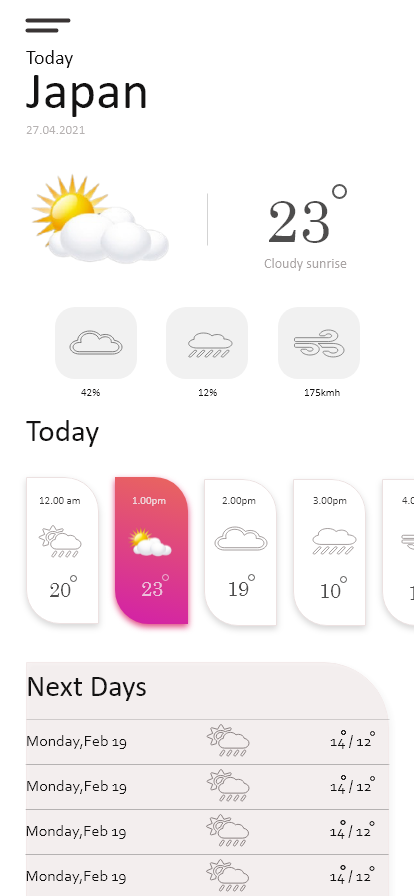 Today
Japan
27.04.2021
23°
Cloudy sunrise
42% 12% 175kmh
Today
12.00 am 1.00pm 2.00pm 3.00pm 4.0
20° 23° 19° 10° 1
Next Days
Monday,Feb 19 14°/ 12°
Monday,Feb 19 14°/ 12°
Monday,Feb 19 14°/ 12°
Monday,Feb 19 14°/ 12°